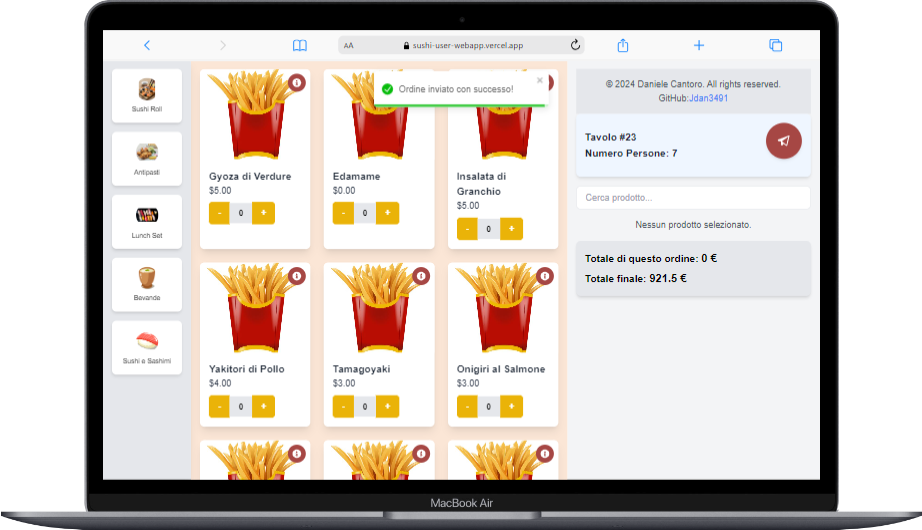 AA
sushi-user-webapp.vercel.app
Sushi Roll
Antipasti
Lunch Set
Bevande
Sushi e Sashimi
Ordine inviato con successo!
×
Gyoza di Verdure
$5.00
- 0 +
Edamame
$0.00
- 0 +
Insalata di
Granchio
$5.00
- 0 +
Yakitori di Pollo
$4.00
- 0 +
Tamagoyaki
$3.00
- 0 +
Onigiri al Salmone
$3.00
- 0 +
© 2024 Daniele Cantoro. All rights reserved.
GitHub:Jdan3491
Tavolo #23
Numero Persone: 7
Cerca prodotto...
Nessun prodotto selezionato.
Totale di questo ordine: 0 €
Totale finale: 921.5 €
MacBook Air